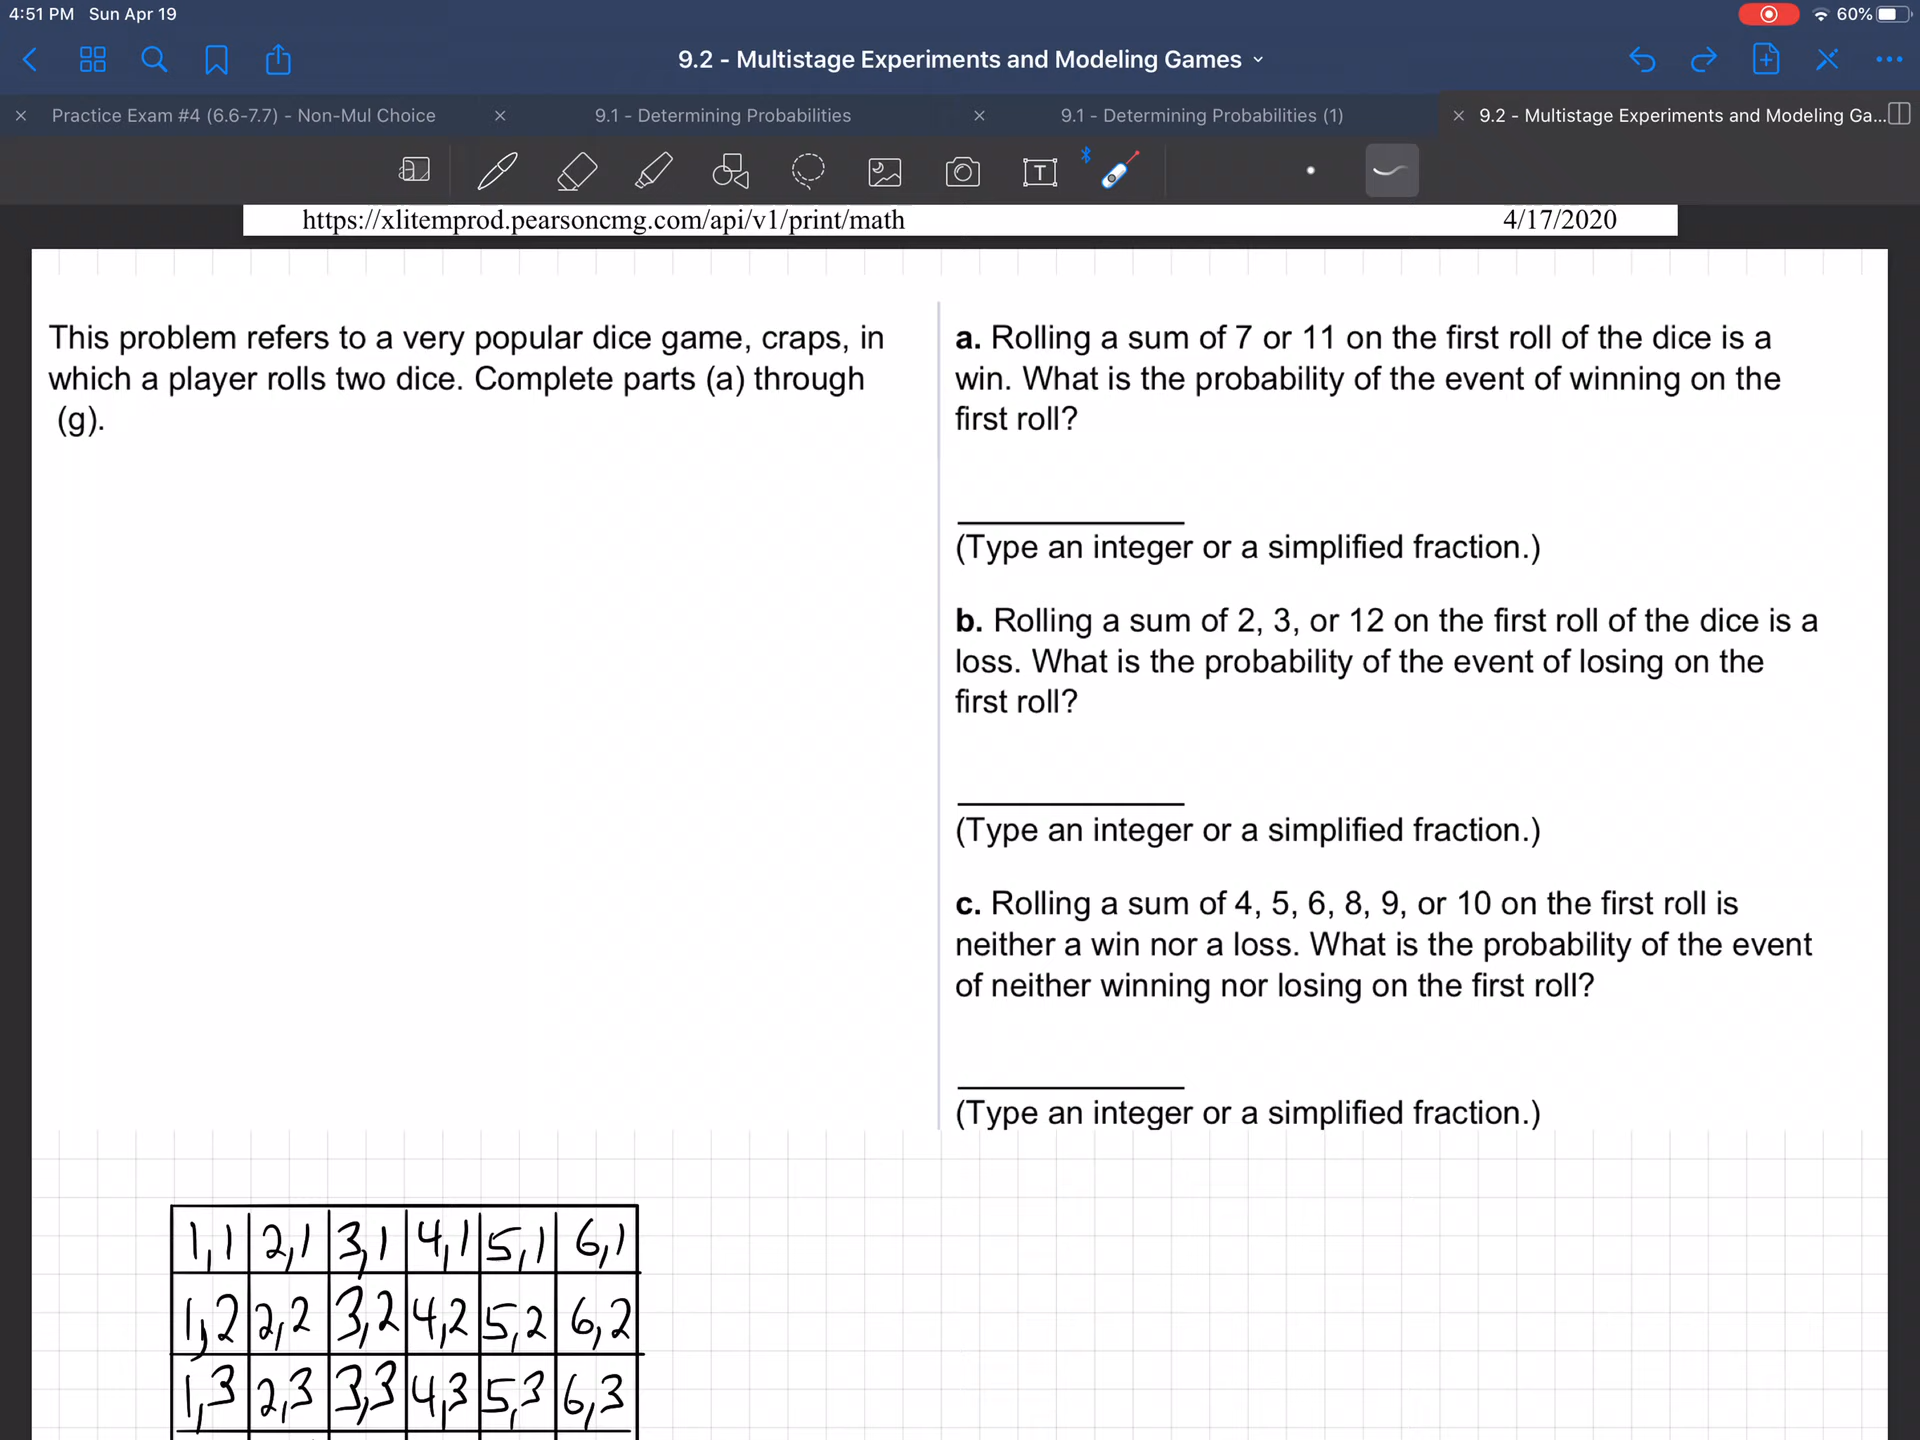 4:51 PM Sun Apr 19
60%
9.2 - Multistage Experiments and Modeling Games
Practice Exam #4 (6.6-7.7) - Non-Mul Choice
9.1 - Determining Probabilities
9.1 - Determining Probabilities (1)
9.2 - Multistage Experiments and Modeling Ga...
https://xlitemprod.pearsoncmg.com/api/v1/print/math 4/17/2020
This problem refers to a very popular dice game, craps, in
which a player rolls two dice. Complete parts (a) through
(g).
a. Rolling a sum of 7 or 11 on the first roll of the dice is a
win. What is the probability of the event of winning on the
first roll?
(Type an integer or a simplified fraction.)
b. Rolling a sum of 2, 3, or 12 on the first roll of the dice is a
loss. What is the probability of the event of losing on the
first roll?
(Type an integer or a simplified fraction.)
c. Rolling a sum of 4, 5, 6, 8, 9, or 10 on the first roll is
neither a win nor a loss. What is the probability of the event
of neither winning nor losing on the first roll?
(Type an integer or a simplified fraction.)
1,1 2,1 3,1 4,1 5,1 6,1
1,2 2,2 3,2 4,2 5,2 6,2
1,3 2,3 3,3 4,3 5,3 6,3